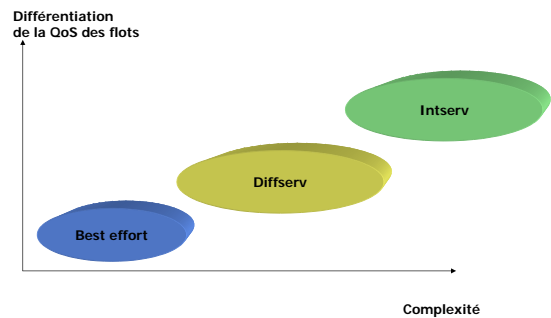 Différentiation
de la QoS des flots
Intserv
Diffserv
Best effort
Complexité